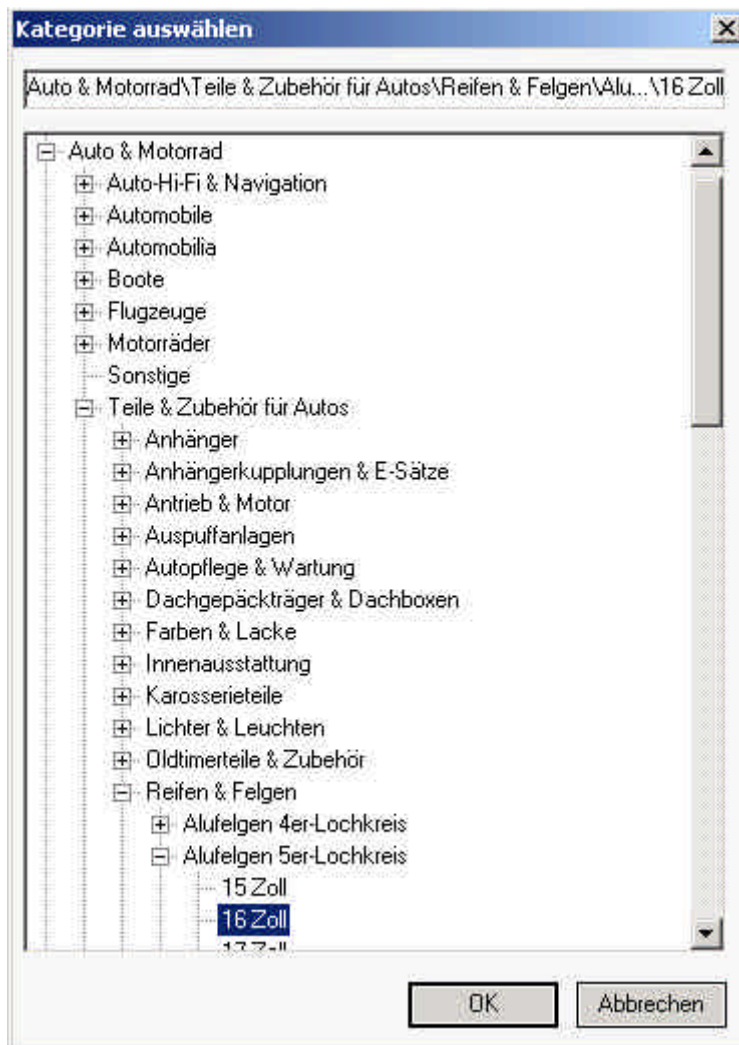 Kategorie auswählen
Auto & Motorrad\Teile & Zubehör für Autos\Reifen & Felgen\Alu...\16 Zoll
Auto & Motorrad
Auto-Hi-Fi & Navigation
Automobile
Automobilia
Boote
Flugzeuge
Motorräder
Sonstige
Teile & Zubehör für Autos
Anhänger
Anhängerkupplungen & E-Sätze
Antrieb & Motor
Auspuffanlagen
Autopflege & Wartung
Dachgepäckträger & Dachboxen
Farben & Lacke
Innenausstattung
Karosserieteile
Lichter & Leuchten
Oldtimerteile & Zubehör
Reifen & Felgen
Alufelgen 4er-Lochkreis
Alufelgen 5er-Lochkreis
15 Zoll
16 Zoll
17 Zoll
OK
Abbrechen